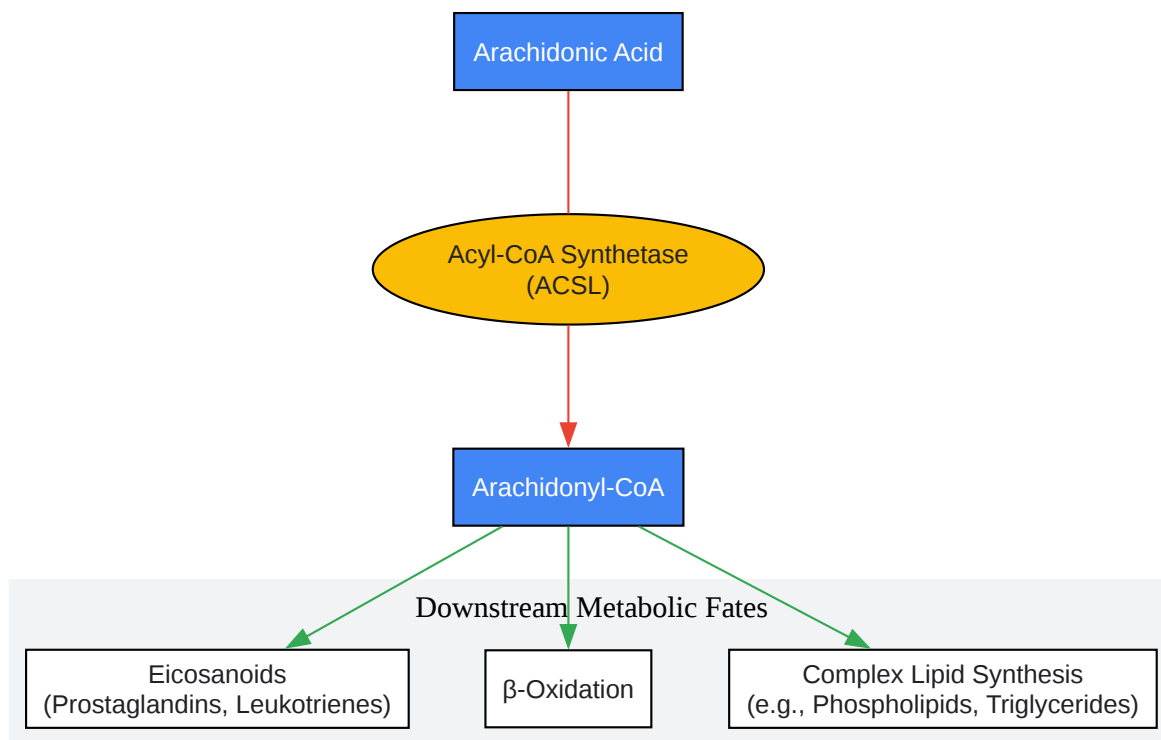 Arachidonic Acid
Acyl-CoA Synthetase
(ACSL)
Arachidonyl-CoA
Downstream Metabolic Fates
Eicosanoids
(Prostaglandins, Leukotrienes)
β-Oxidation
Complex Lipid Synthesis
(e.g., Phospholipids, Triglycerides)